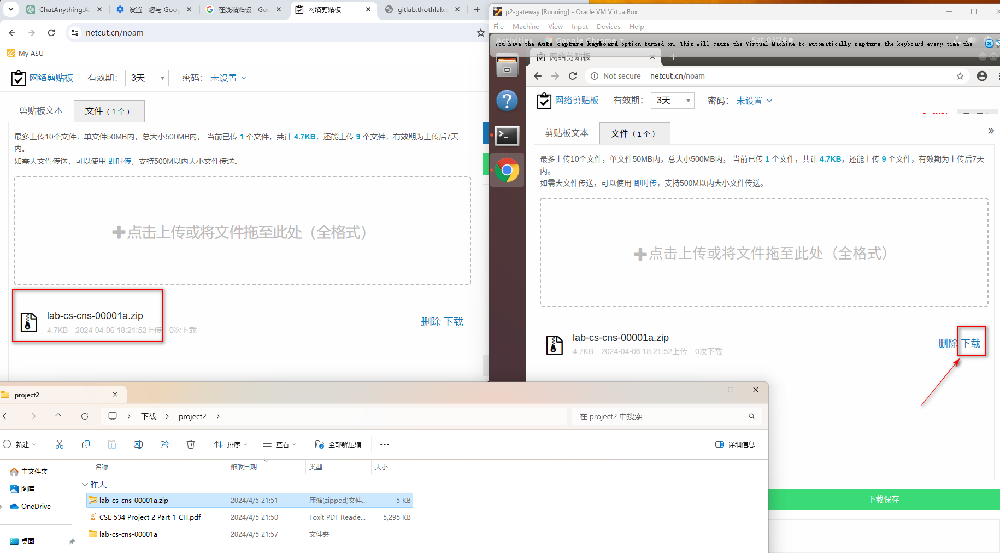 ChatAnything.A
设置 - 您与 Goog
在线粘贴板 - Goo
网络剪贴板
gitlab.thothlab.c
netcut.cn/noam
My ASU
网络剪贴板 有效期： 3天 密码： 未设置
剪贴板文本 文件（1个）
最多上传10个文件，单文件50MB内，总大小500MB内， 当前已传 1 个文件，共计 4.7KB，还能上传 9 个文件，有效期为上传后7天
内。
如需大文件传送，可以使用 即时传，支持500M以内大小文件传送。
点击上传或将文件拖至此处（全格式）
lab-cs-cns-00001a.zip
4.7KB 2024-04-06 18:21:52上传 0次下载
删除 下载
p2-gateway [Running] - Oracle VM VirtualBox
File Machine View Input Devices Help
Activities Google Chrome Sat 03:24
You have the Auto capture keyboard option turned on. This will cause the Virtual Machine to automatically capture the keyboard every time the
网络剪贴板
Not secure netcut.cn/noam
网络剪贴板 有效期： 3天 密码： 未设置
剪贴板文本 文件（1个）
最多上传10个文件，单文件50MB内，总大小500MB内， 当前已传 1 个文件，共计 4.7KB，还能上传 9 个文件，有效期为上传后7天
内。
如需大文件传送，可以使用 即时传，支持500M以内大小文件传送。
点击上传或将文件拖至此处（全格式）
lab-cs-cns-00001a.zip
4.7KB 2024-04-06 18:21:52上传 0次下载
删除 下载
下载保存
project2
下载 project2
在 project2 中搜索
新建 排序 查看 全部解压缩 详细信息
主文件夹
图库
OneDrive
桌面
名称 修改日期 类型 大小
昨天
lab-cs-cns-00001a.zip 2024/4/5 21:51 压缩(zipped)文件... 5 KB
CSE 534 Project 2 Part 1_CH.pdf 2024/4/5 21:50 Foxit PDF Reade... 5,295 KB
lab-cs-cns-00001a 2024/4/5 21:57 文件夹